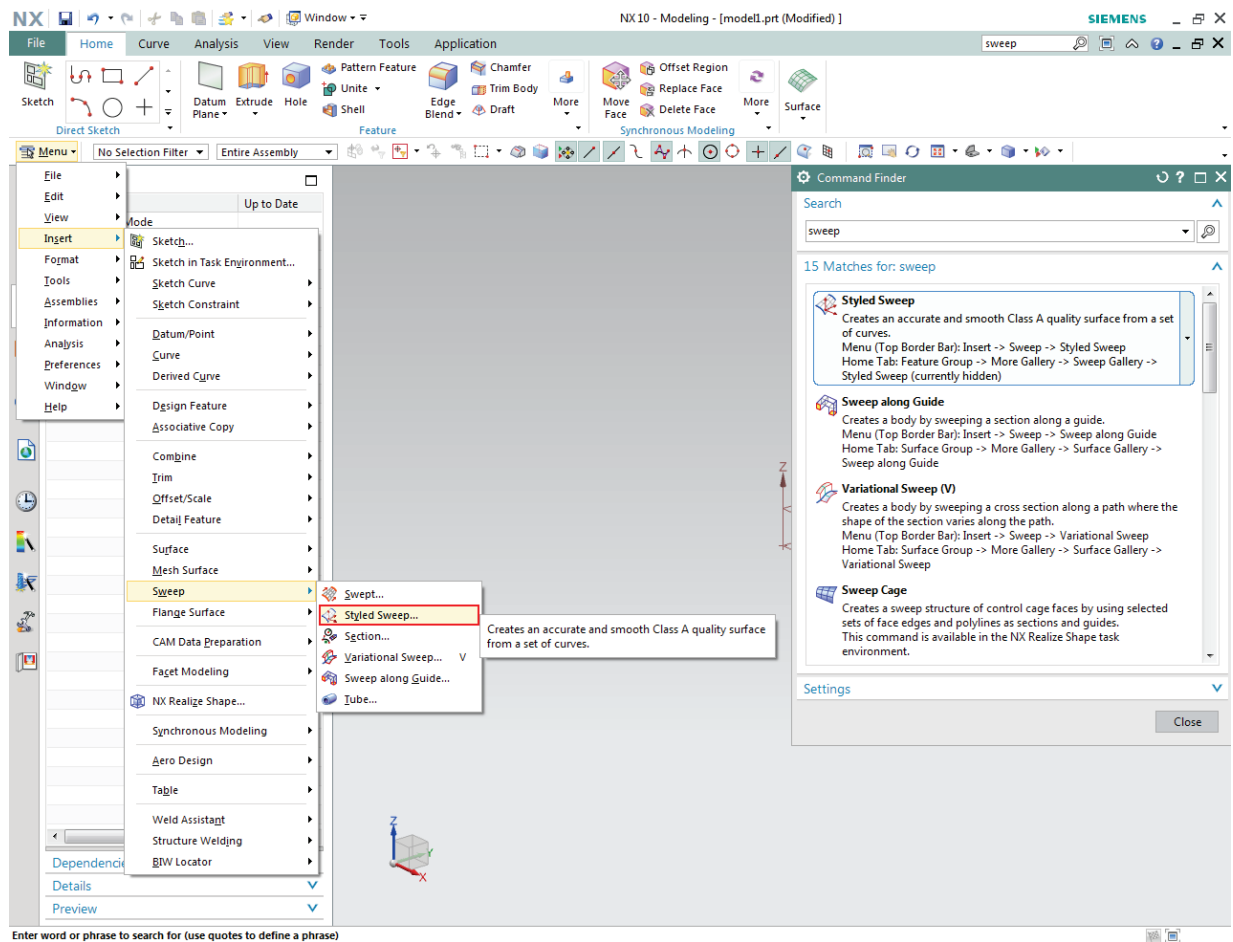 NX Window NX 10 - Modeling - [model1.prt (Modified) ] SIEMENS
File Home Curve Analysis View Render Tools Application sweep
Sketch
Direct Sketch
Datum Plane
Extrude
Hole
Pattern Feature
Unite
Shell
Edge Blend
Chamfer
Trim Body
Draft
More
Feature
Move Face
Offset Region
Replace Face
Delete Face
More
Synchronous Modeling
Surface
Menu No Selection Filter Entire Assembly
File
Edit
View
Insert
Format
Tools
Assemblies
Information
Analysis
Preferences
Window
Help
Up to Date
Mode
Sketch...
Sketch in Task Environment...
Sketch Curve
Sketch Constraint
Datum/Point
Curve
Derived Curve
Design Feature
Associative Copy
Combine
Trim
Offset/Scale
Detail Feature
Surface
Mesh Surface
Sweep
Flange Surface
CAM Data Preparation
Facet Modeling
NX Realize Shape...
Synchronous Modeling
Aero Design
Table
Weld Assistant
Structure Welding
BIW Locator
Swept...
Styled Sweep...
Section...
Variational Sweep... V
Sweep along Guide...
Tube...
Creates an accurate and smooth Class A quality surface
from a set of curves.
Dependencie
Details
Preview
Z
Z
Y
X
Command Finder
Search
sweep
15 Matches for: sweep
Styled Sweep
Creates an accurate and smooth Class A quality surface from a set
of curves.
Menu (Top Border Bar): Insert -> Sweep -> Styled Sweep
Home Tab: Feature Group -> More Gallery -> Sweep Gallery ->
Styled Sweep (currently hidden)
Sweep along Guide
Creates a body by sweeping a section along a guide.
Menu (Top Border Bar): Insert -> Sweep -> Sweep along Guide
Home Tab: Surface Group -> More Gallery -> Surface Gallery ->
Sweep along Guide
Variational Sweep (V)
Creates a body by sweeping a cross section along a path where the
shape of the section varies along the path.
Menu (Top Border Bar): Insert -> Sweep -> Variational Sweep
Home Tab: Surface Group -> More Gallery -> Surface Gallery ->
Variational Sweep
Sweep Cage
Creates a sweep structure of control cage faces by using selected
sets of face edges and polylines as sections and guides.
This command is available in the NX Realize Shape task
environment.
Settings
Close
Enter word or phrase to search for (use quotes to define a phrase)